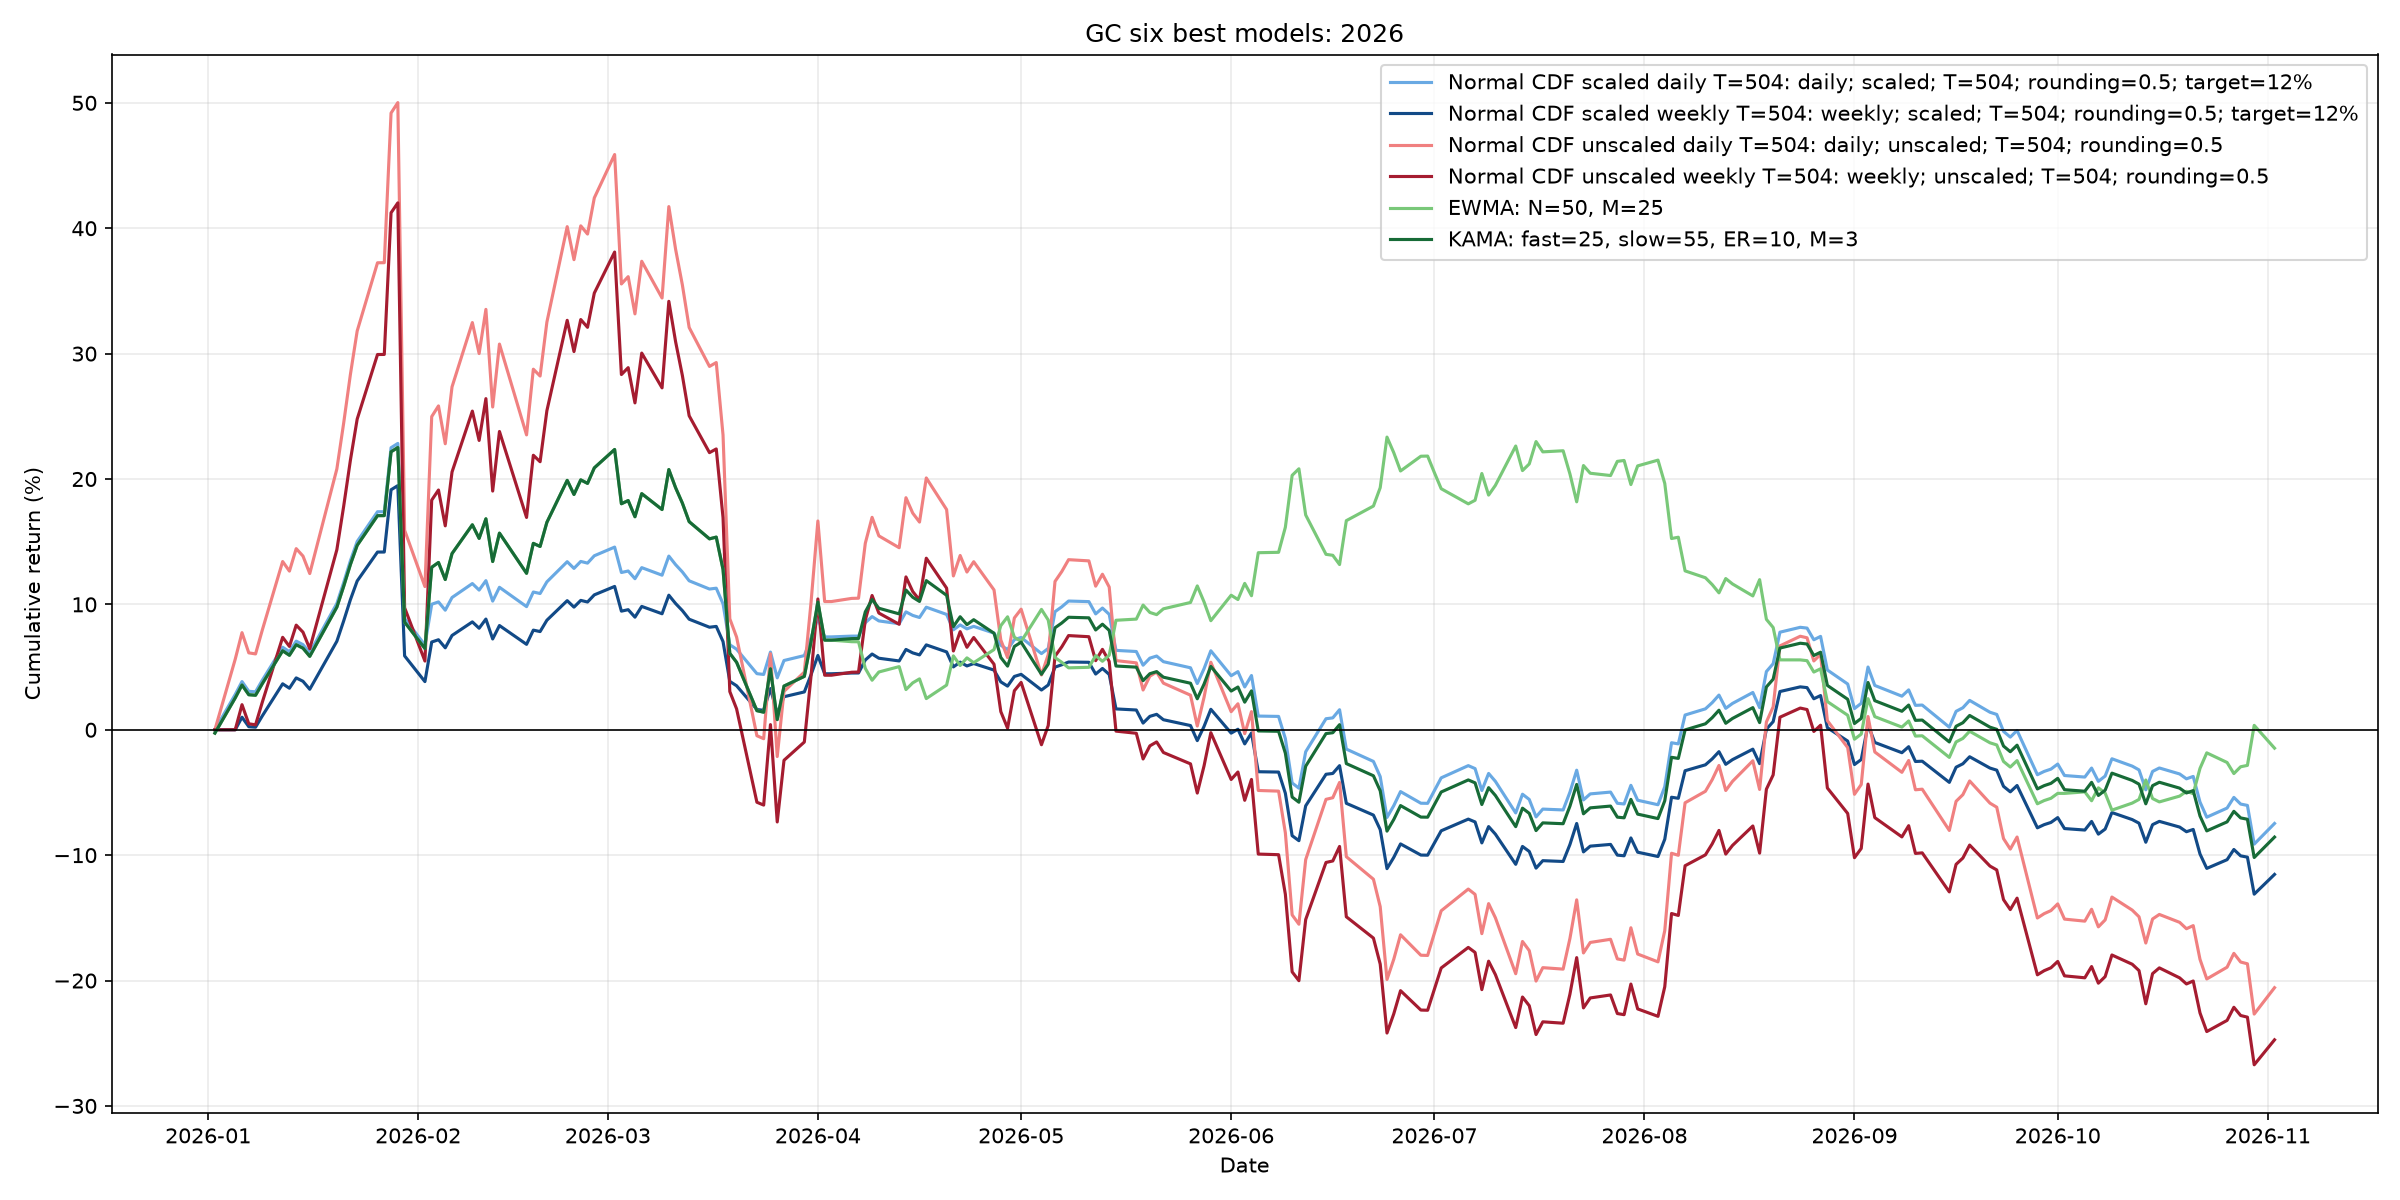 GC six best models: 2026
Normal CDF scaled daily T=504: daily; scaled; T=504; rounding=0.5; target=12%
Normal CDF scaled weekly T=504: weekly; scaled; T=504; rounding=0.5; target=12%
Normal CDF unscaled daily T=504: daily; unscaled; T=504; rounding=0.5
Normal CDF unscaled weekly T=504: weekly; unscaled; T=504; rounding=0.5
EWMA: N=50, M=25
KAMA: fast=25, slow=55, ER=10, M=3
Cumulative return (%)
50
40
30
20
10
0
−10
−20
−30
2026-01 2026-02 2026-03 2026-04 2026-05 2026-06 2026-07 2026-08 2026-09 2026-10 2026-11
Date